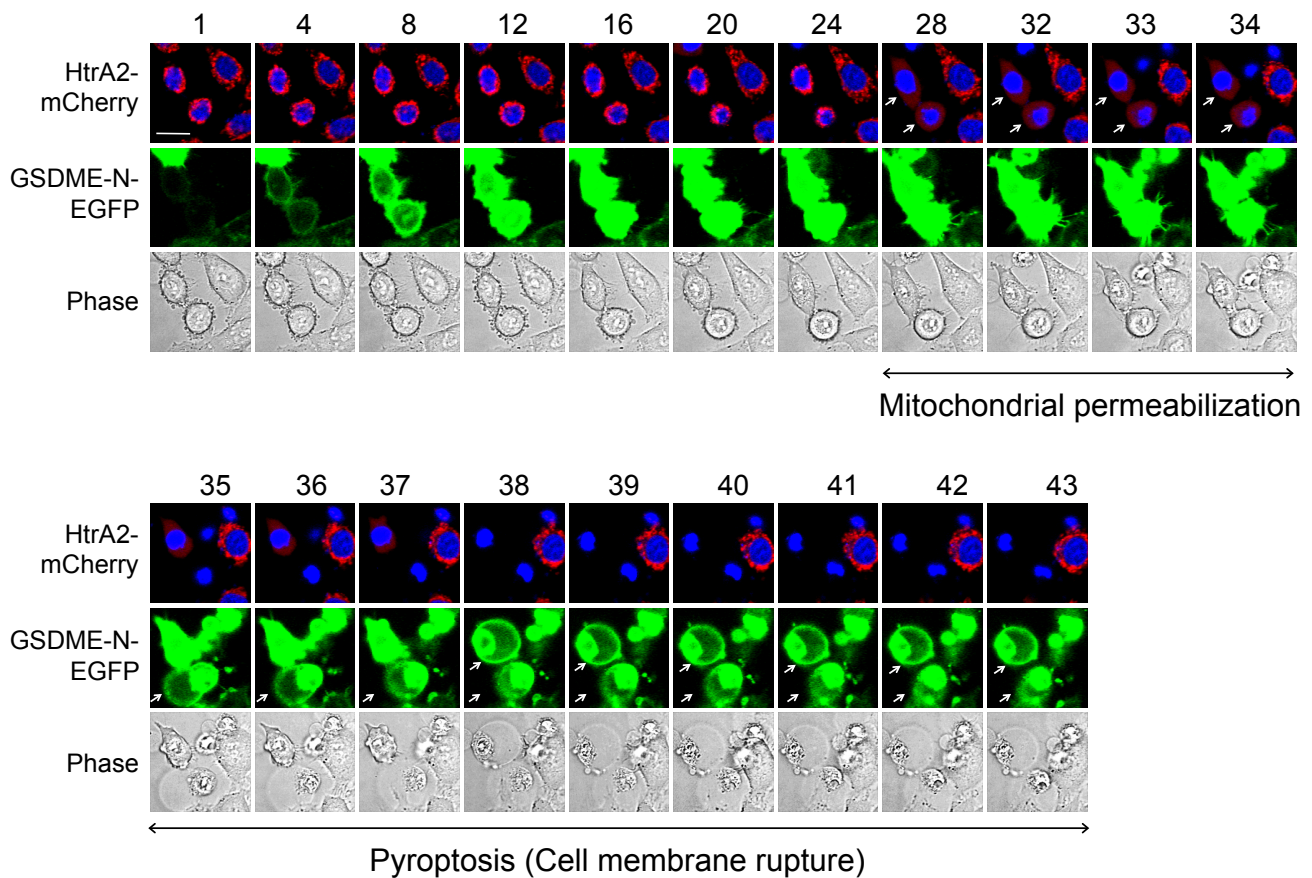 1 4 8 12 16 20 24 28 32 33 34
HtrA2-
mCherry
GSDME-N-
EGFP
Phase
Mitochondrial permeabilization
35 36 37 38 39 40 41 42 43
HtrA2-
mCherry
GSDME-N-
EGFP
Phase
Pyroptosis (Cell membrane rupture)